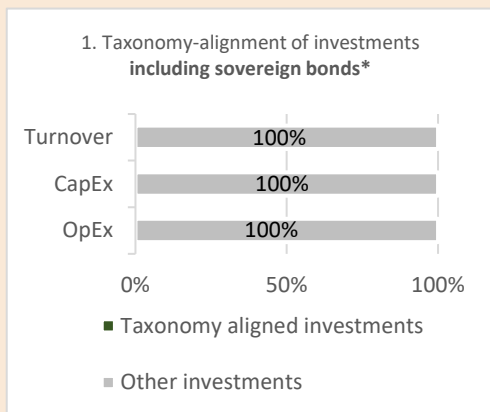 1. Taxonomy-alignment of investments
including sovereign bonds*
Turnover
100%
CapEx
100%
OpEx
100%
0%
50%
100%
Taxonomy aligned investments
Other investments